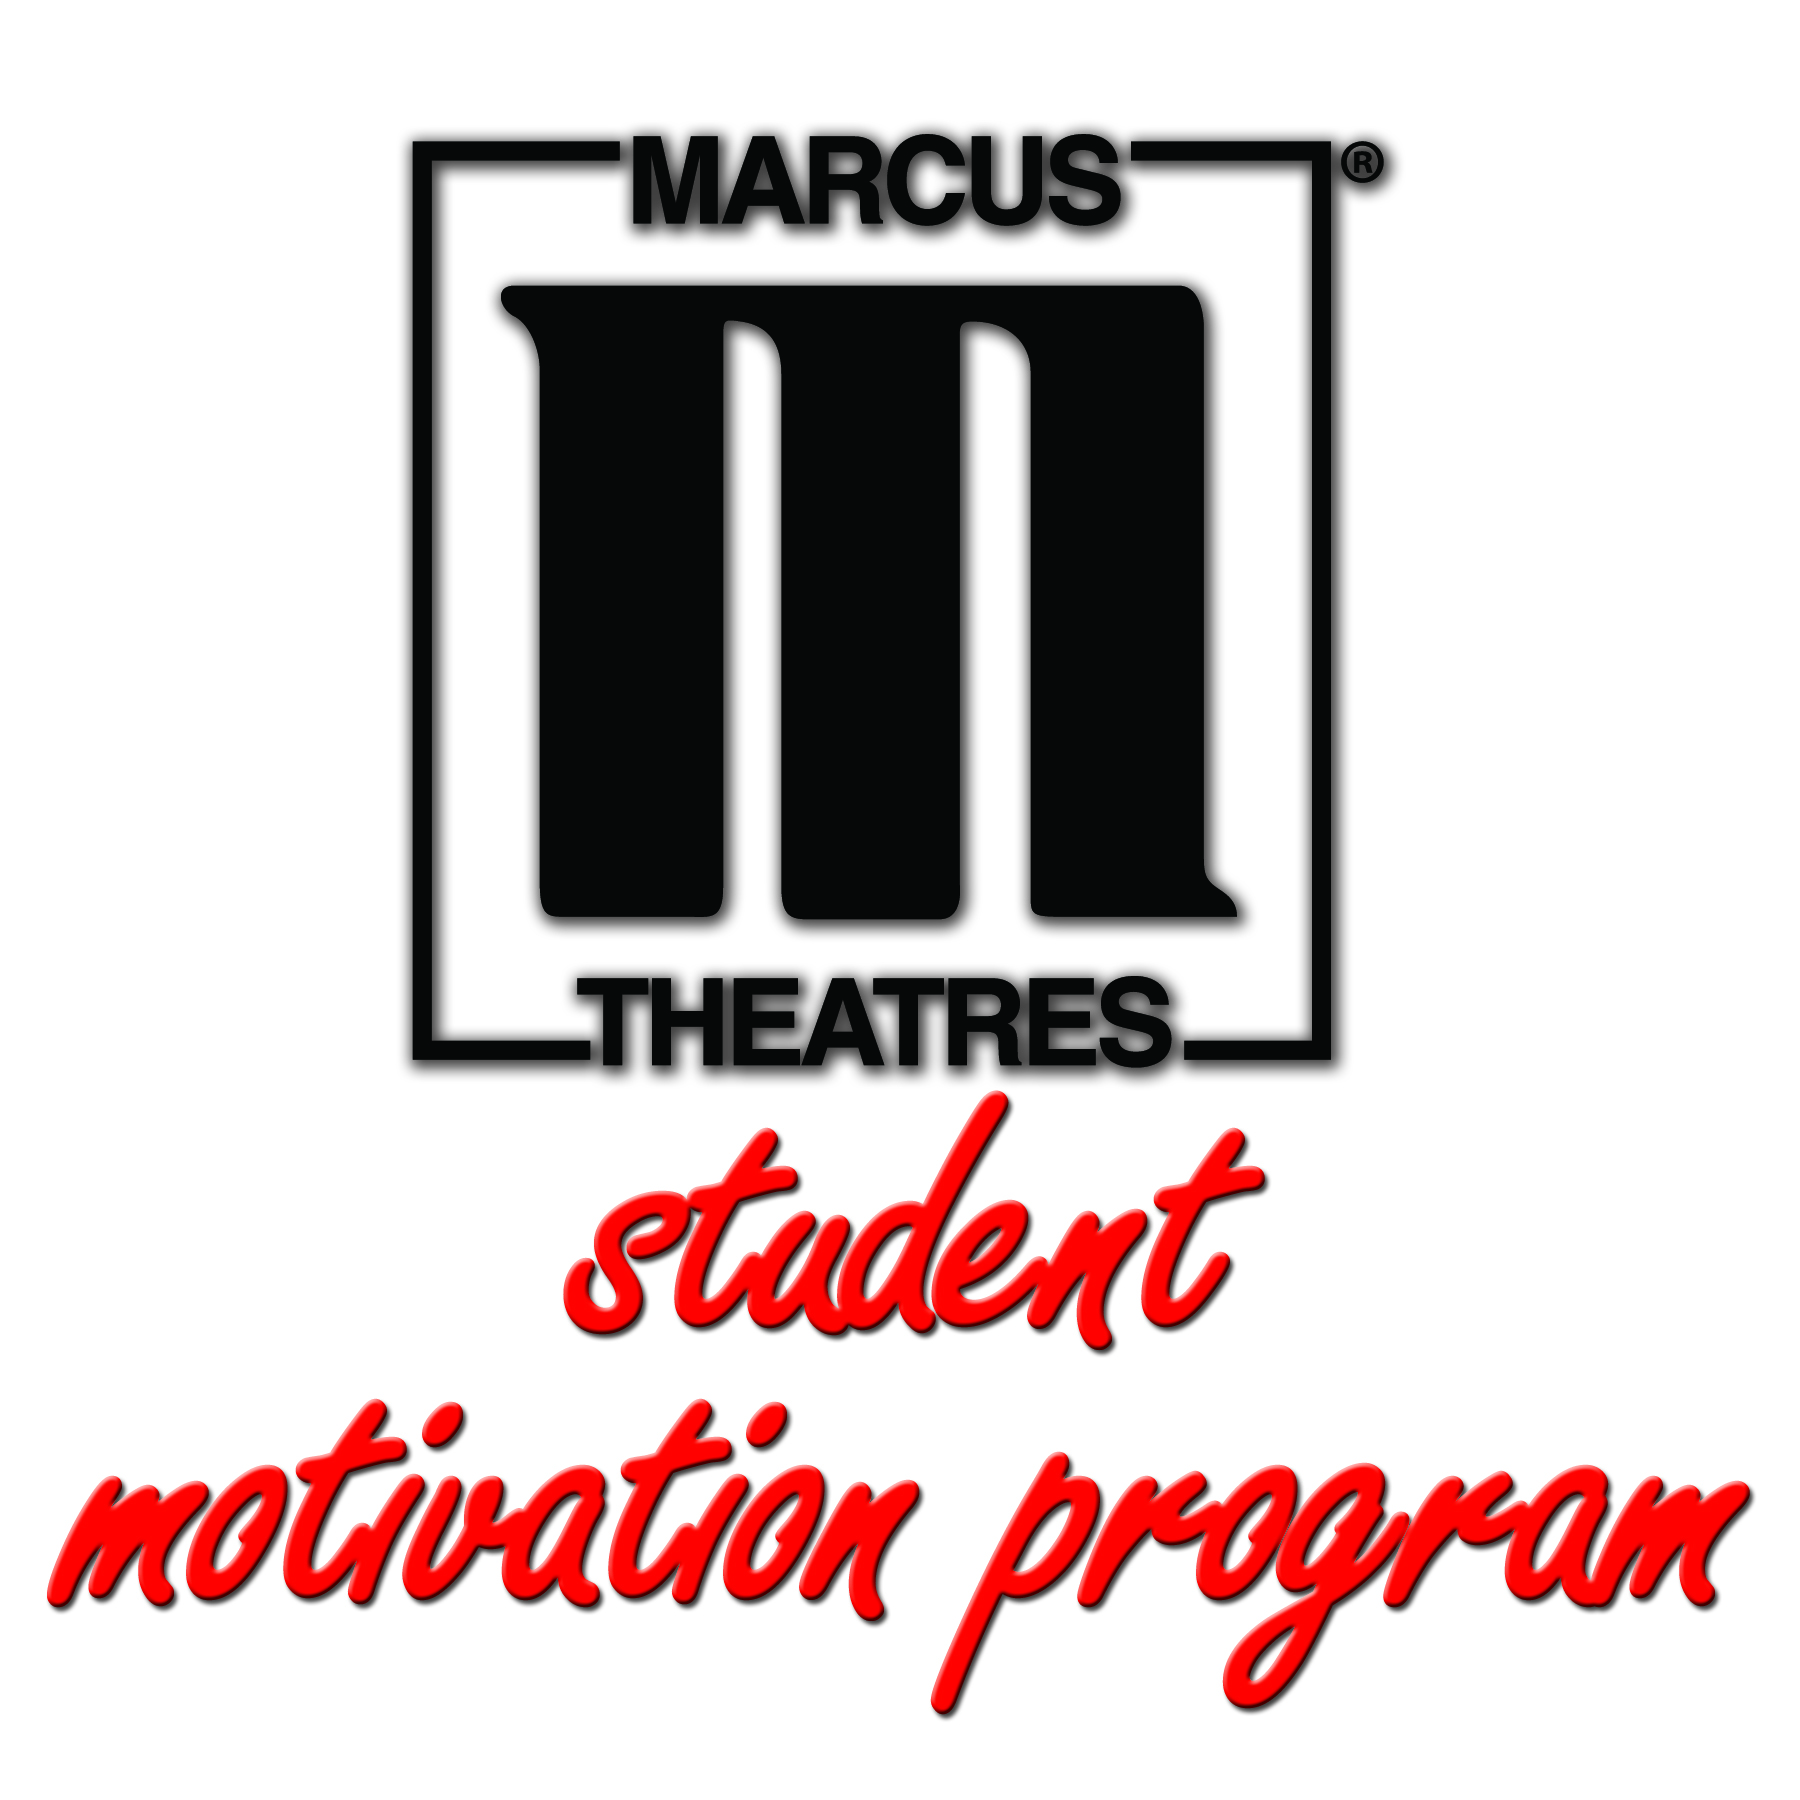 MARCUS ®
m
THEATRES
student
motivation program